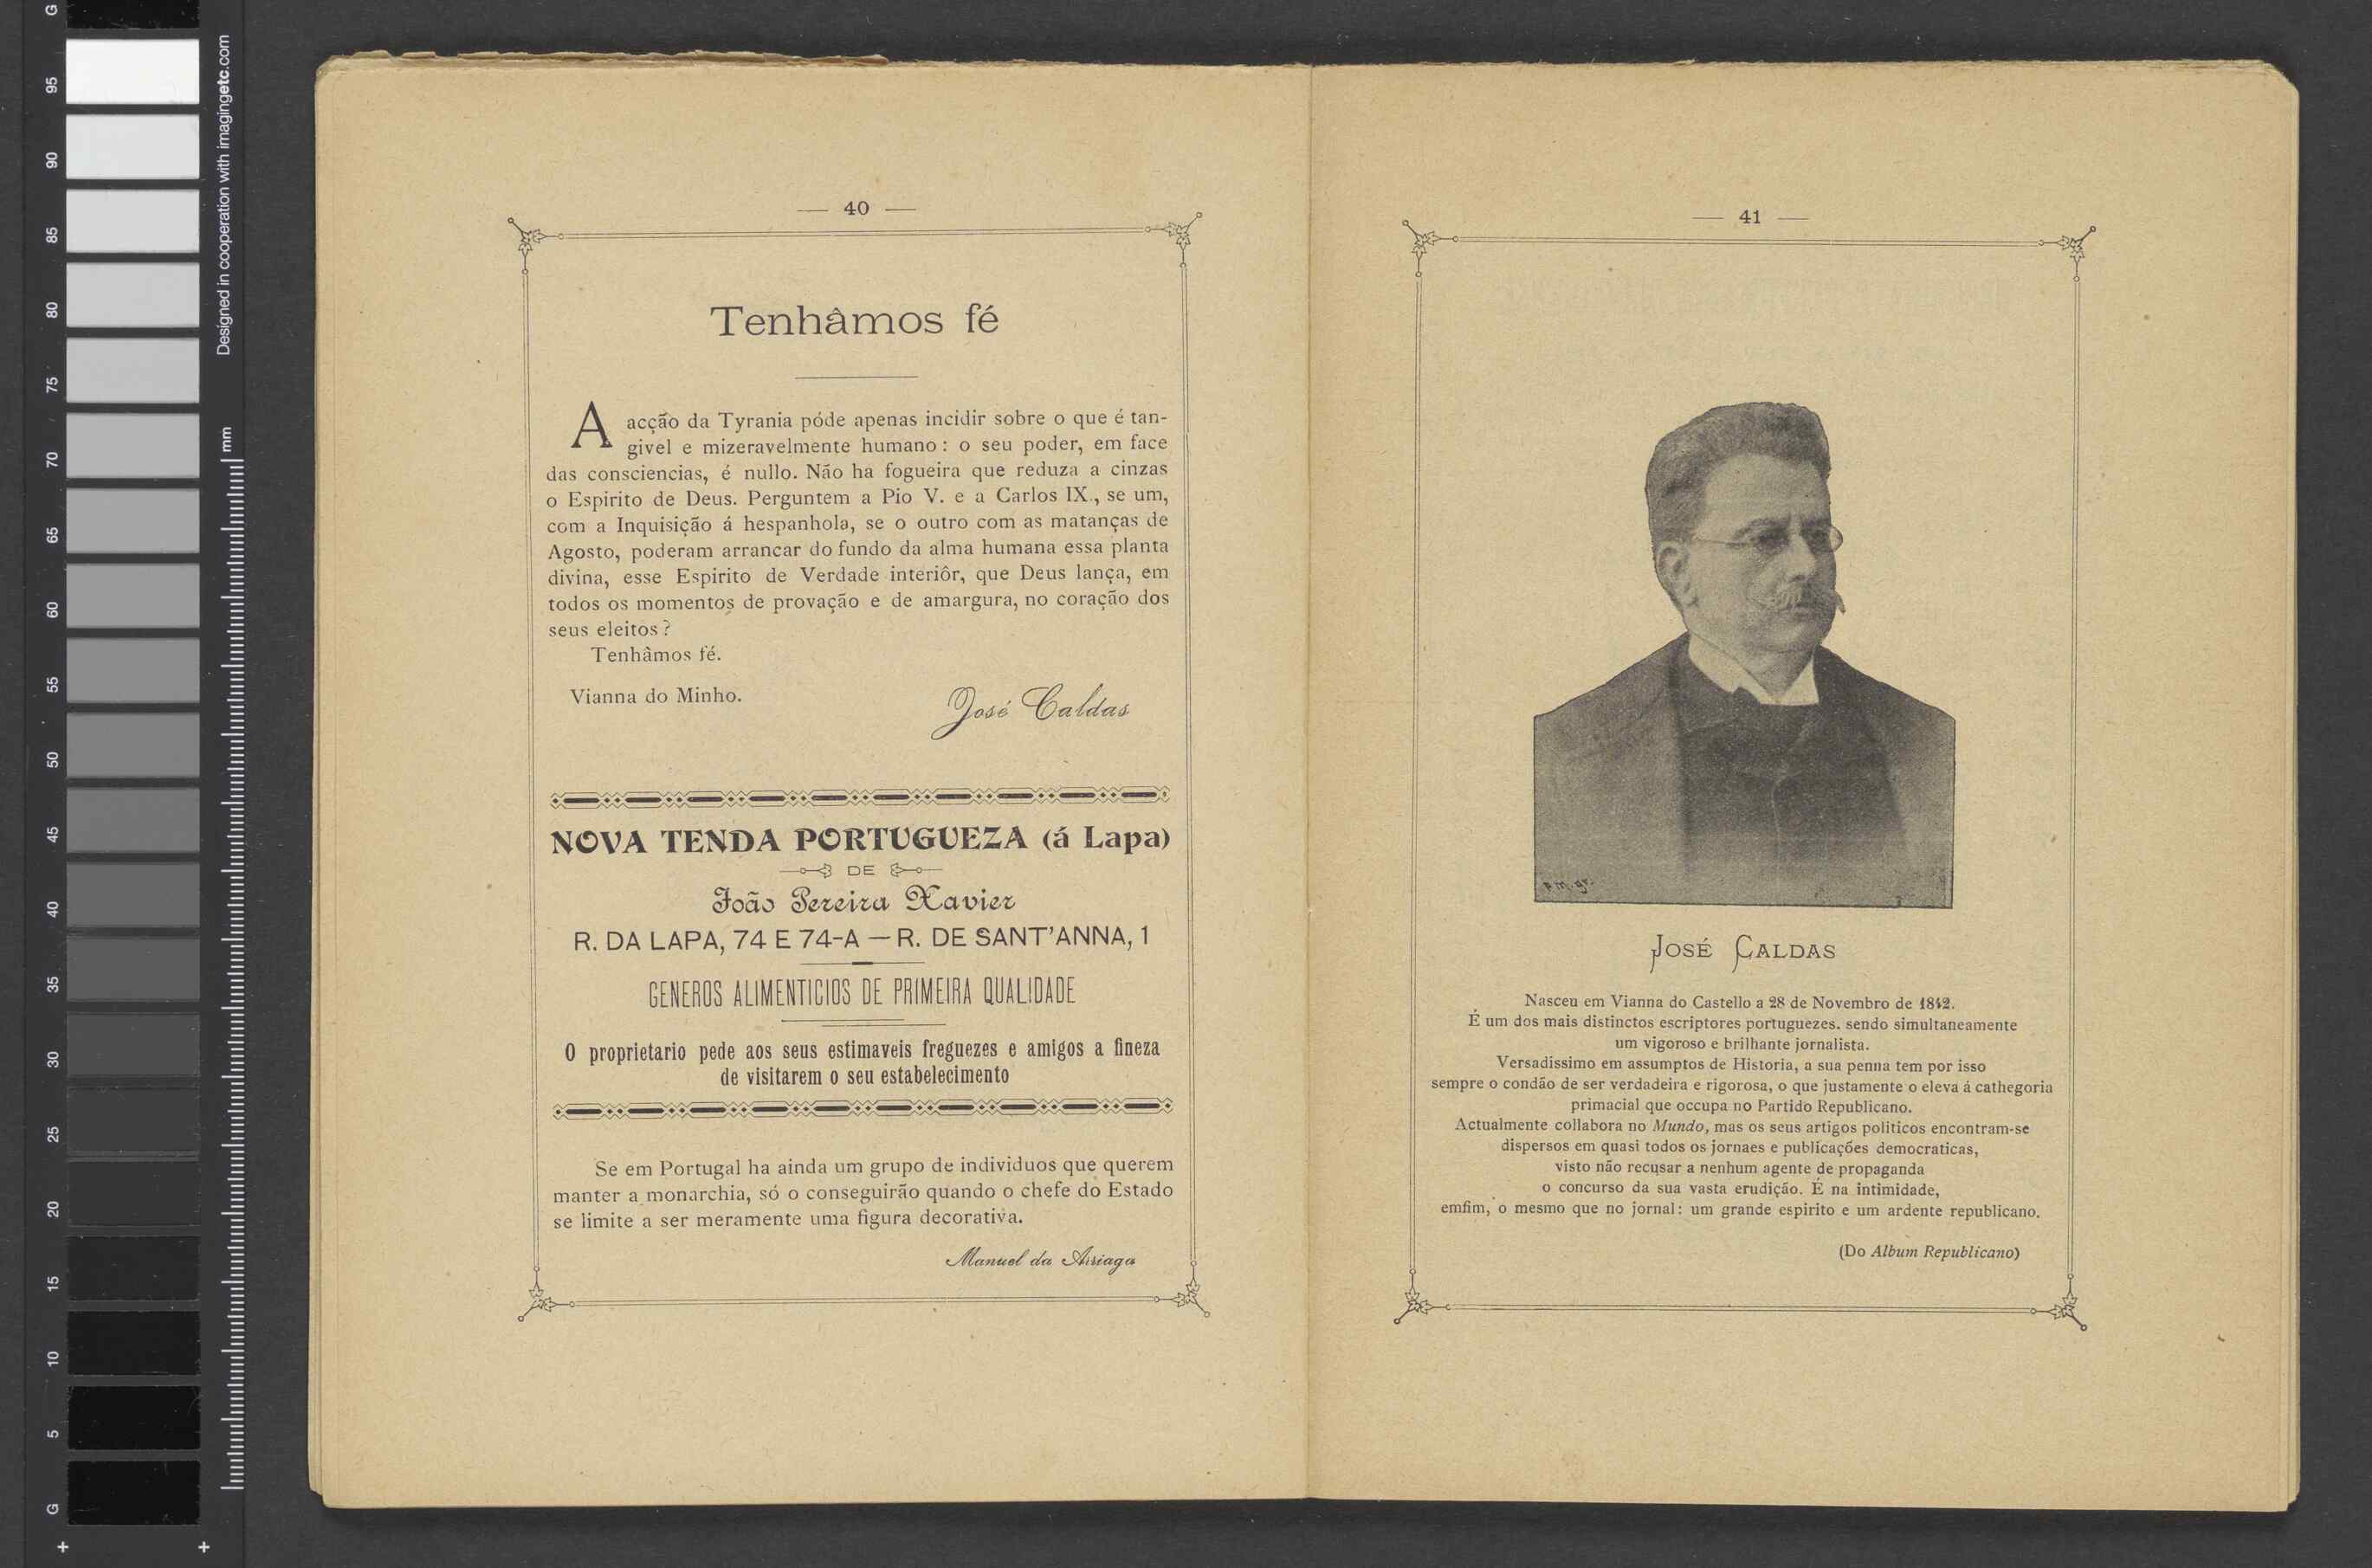 — 40 —
Tenhâmos fé
A acção da Tyrania póde apenas incidir sobre o que é tan-
givel e mizeravelmente humano: o seu poder, em face
das consciencias, é nullo. Não ha fogueira que reduza a cinzas
o Espirito de Deus. Perguntem a Pio V. e a Carlos IX., se um,
com a Inquisição á hespanhola, se o outro com as matanças de
Agosto, poderam arrancar do fundo da alma humana essa planta
divina, esse Espirito de Verdade interiôr, que Deus lança, em
todos os momentos de provação e de amargura, no coração dos
seus eleitos?
Tenhâmos fé.
Vianna do Minho.
José Caldas
NOVA TENDA PORTUGUEZA (á Lapa)
DE
João Pereira Xavier
R. DA LAPA, 74 E 74-A — R. DE SANT'ANNA, 1
GENEROS ALIMENTICIOS DE PRIMEIRA QUALIDADE
O proprietario pede aos seus estimaveis freguezes e amigos a fineza
de visitarem o seu estabelecimento
Se em Portugal ha ainda um grupo de individuos que querem
manter a monarchia, só o conseguirão quando o chefe do Estado
se limite a ser meramente uma figura decorativa.
Manuel da Arriaga
— 41 —
P. M. gr.
JOSÉ CALDAS
Nasceu em Vianna do Castello a 28 de Novembro de 1842.
É um dos mais distinctos escriptores portuguezes. sendo simultaneamente
um vigoroso e brilhante jornalista.
Versadissimo em assumptos de Historia, a sua penna tem por isso
sempre o condão de ser verdadeira e rigorosa, o que justamente o eleva á cathegoria
primacial que occupa no Partido Republicano.
Actualmente collabora no Mundo, mas os seus artigos politicos encontram-se
dispersos em quasi todos os jornaes e publicações democraticas,
visto não recusar a nenhum agente de propaganda
o concurso da sua vasta erudição. É na intimidade,
emfim, o mesmo que no jornal: um grande espirito e um ardente republicano.
(Do Album Republicano)
G
95
90
85
80
75
70
65
60
55
50
45
40
35
30
25
20
15
10
5
G
mm
Designed in cooperation with imagingetc.com